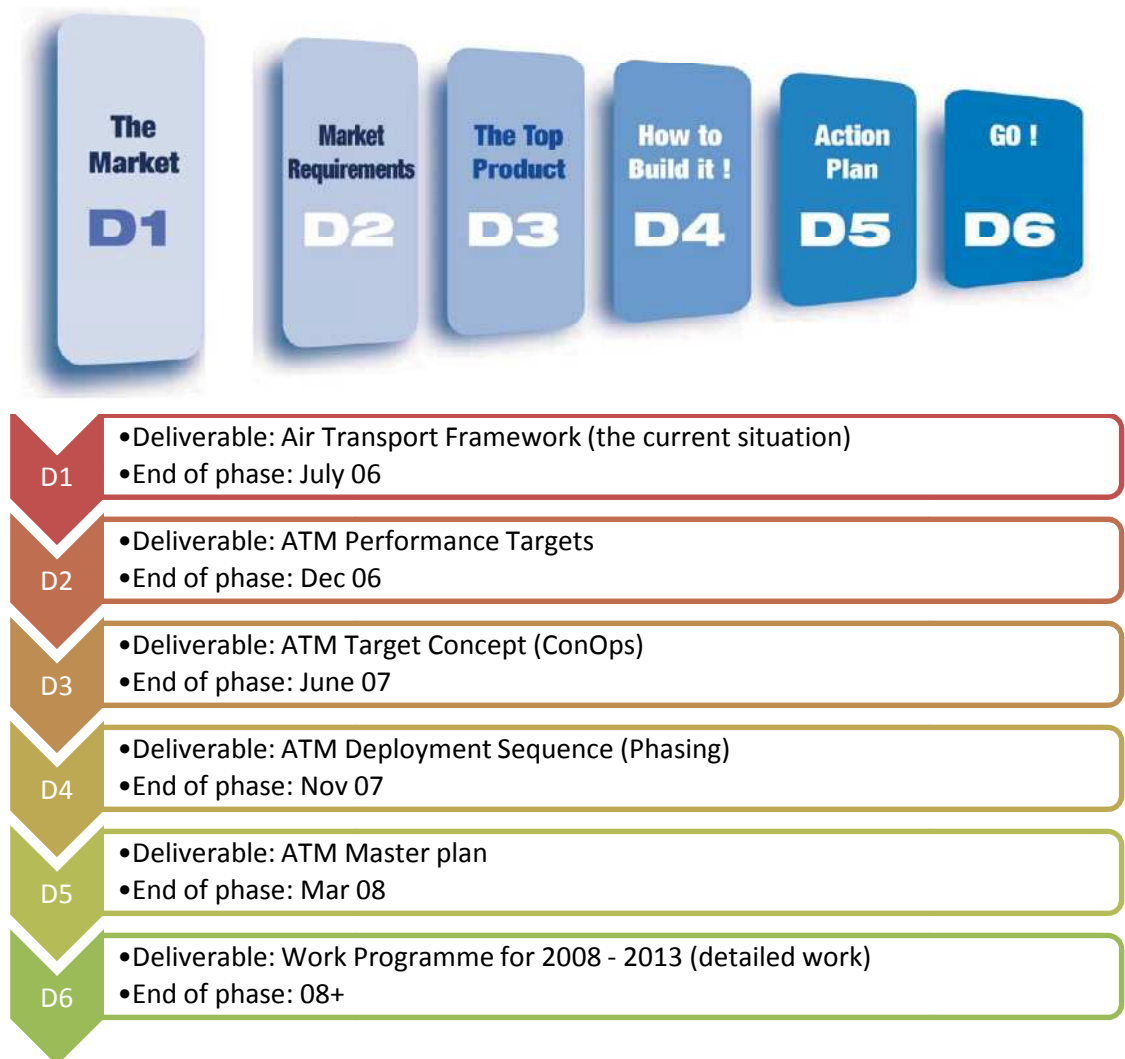 The
Market
D1
Market
Requirements
D2
The Top
Product
D3
How to
Build it !
D4
Action
Plan
D5
GO !
D6
D1
•Deliverable: Air Transport Framework (the current situation)
•End of phase: July 06
D2
•Deliverable: ATM Performance Targets
•End of phase: Dec 06
D3
•Deliverable: ATM Target Concept (ConOps)
•End of phase: June 07
D4
•Deliverable: ATM Deployment Sequence (Phasing)
•End of phase: Nov 07
D5
•Deliverable: ATM Master plan
•End of phase: Mar 08
D6
•Deliverable: Work Programme for 2008 - 2013 (detailed work)
•End of phase: 08+